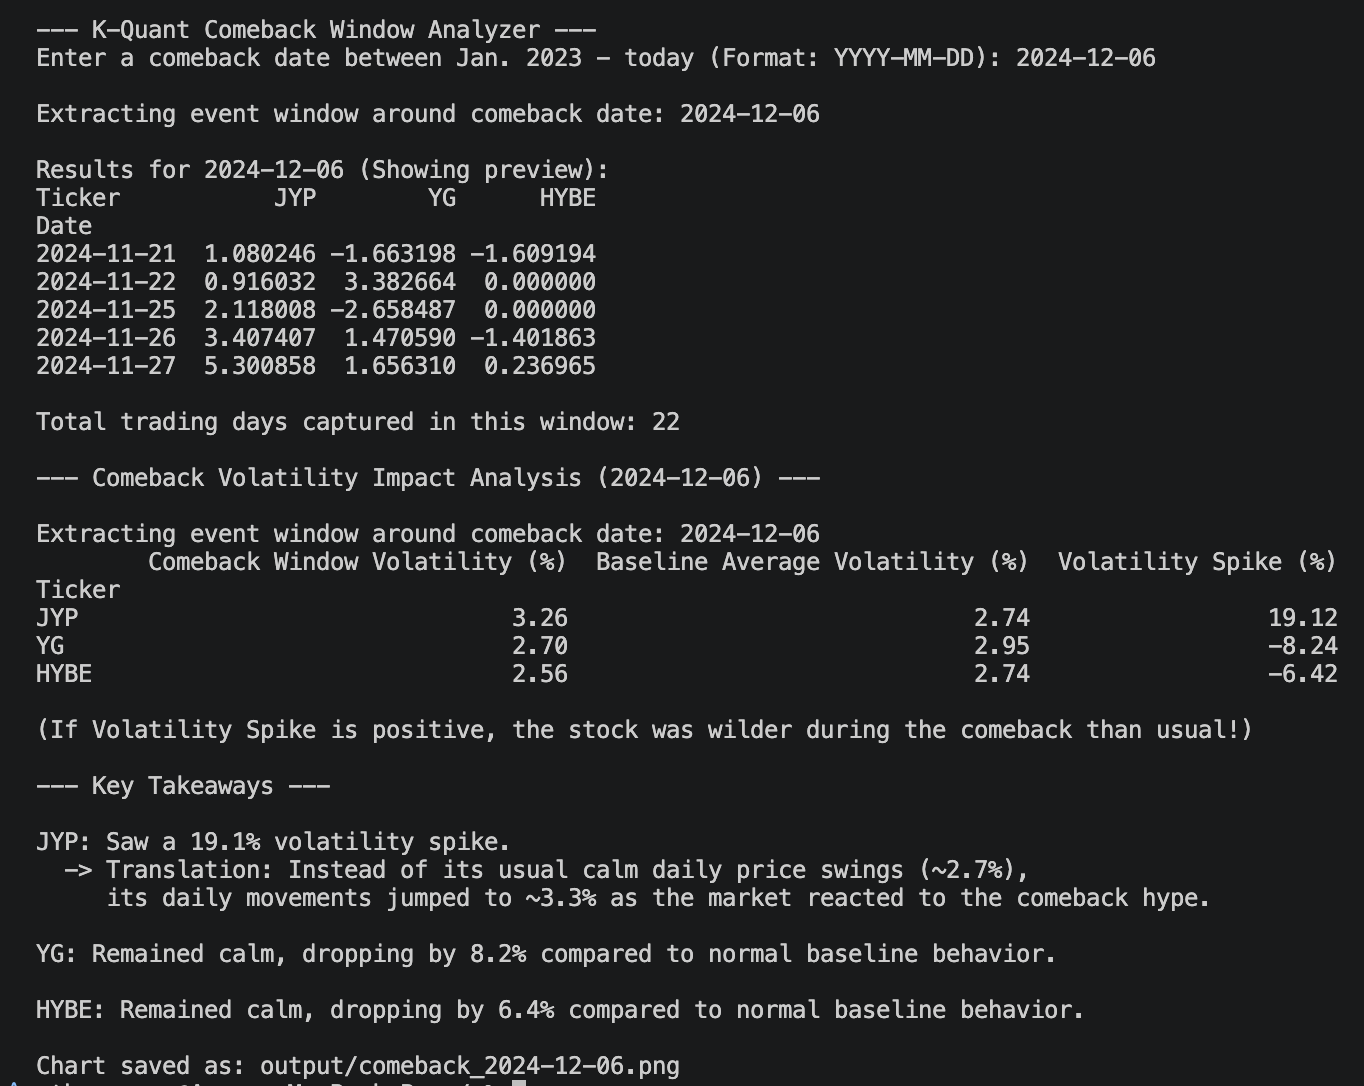 --- K-Quant Comeback Window Analyzer ---
Enter a comeback date between Jan. 2023 - today (Format: YYYY-MM-DD): 2024-12-06
Extracting event window around comeback date: 2024-12-06
Results for 2024-12-06 (Showing preview):
Ticker           JYP        YG      HYBE
Date
2024-11-21  1.080246 -1.663198 -1.609194
2024-11-22  0.916032  3.382664  0.000000
2024-11-25  2.118008 -2.658487  0.000000
2024-11-26  3.407407  1.470590 -1.401863
2024-11-27  5.300858  1.656310  0.236965
Total trading days captured in this window: 22
--- Comeback Volatility Impact Analysis (2024-12-06) ---
Extracting event window around comeback date: 2024-12-06
        Comeback Window Volatility (%)  Baseline Average Volatility (%)  Volatility Spike (%)
Ticker
JYP                               3.26                             2.74                 19.12
YG                                2.70                             2.95                 -8.24
HYBE                              2.56                             2.74                 -6.42
(If Volatility Spike is positive, the stock was wilder during the comeback than usual!)
--- Key Takeaways ---
JYP: Saw a 19.1% volatility spike.
  -> Translation: Instead of its usual calm daily price swings (~2.7%),
     its daily movements jumped to ~3.3% as the market reacted to the comeback hype.
YG: Remained calm, dropping by 8.2% compared to normal baseline behavior.
HYBE: Remained calm, dropping by 6.4% compared to normal baseline behavior.
Chart saved as: output/comeback_2024-12-06.png